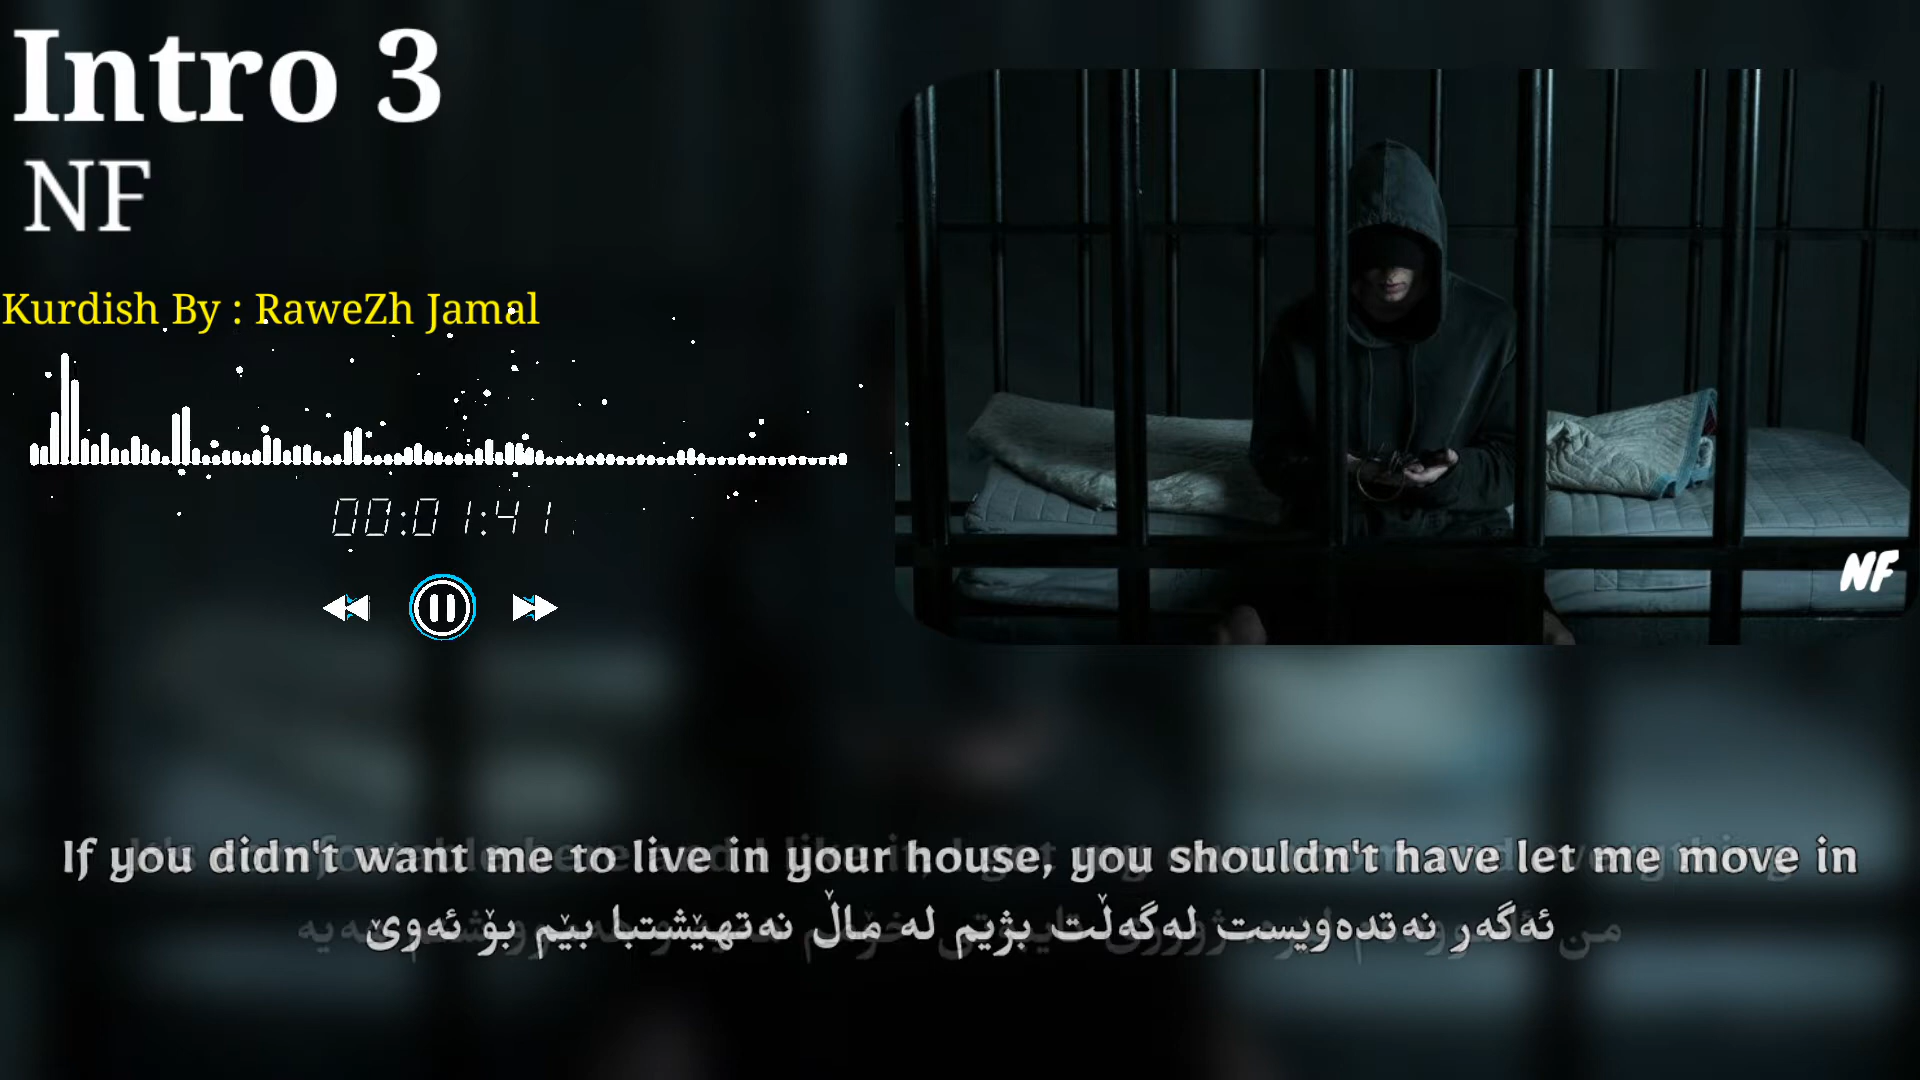 Intro 3
NF
Kurdish By : RaweZh Jamal
00:01:41
NF
If you didn't want me to live in your house, you shouldn't have let me move in
ئەگەر نەتدەویست لەگەڵت بژیم لە ماڵ نەتهێشتبا بێم بۆ ئەوێ